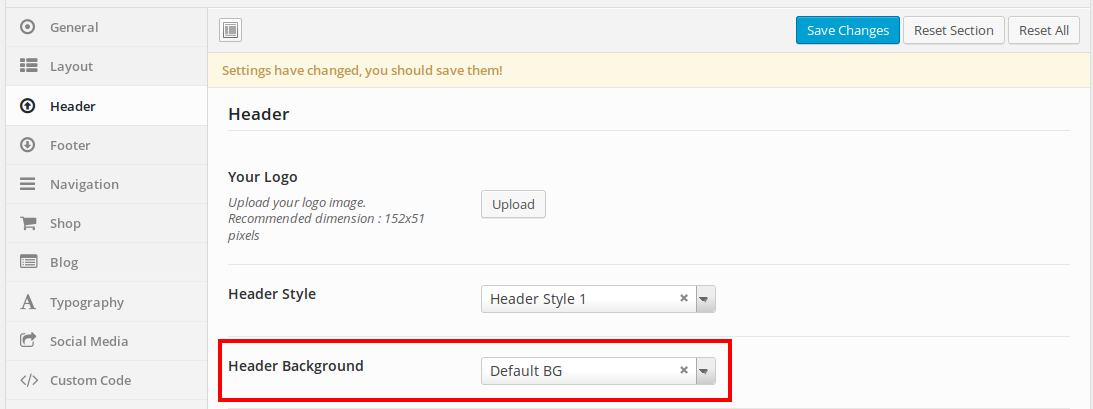 General
Layout
Header
Footer
Navigation
Shop
Blog
Typography
Social Media
Custom Code
Save Changes
Reset Section
Reset All
Settings have changed, you should save them!
Header
Your Logo
Upload your logo image.
Recommended dimension : 152x51
pixels
Upload
Header Style
Header Style 1
Header Background
Default BG